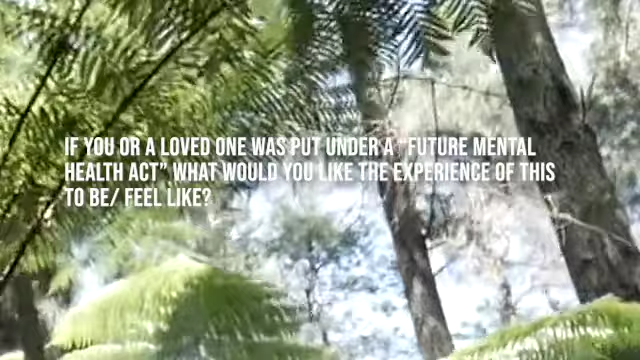 IF YOU OR A LOVED ONE WAS PUT UNDER A "FUTURE MENTAL
HEALTH ACT" WHAT WOULD YOU LIKE THE EXPERIENCE OF THIS
TO BE/ FEEL LIKE?